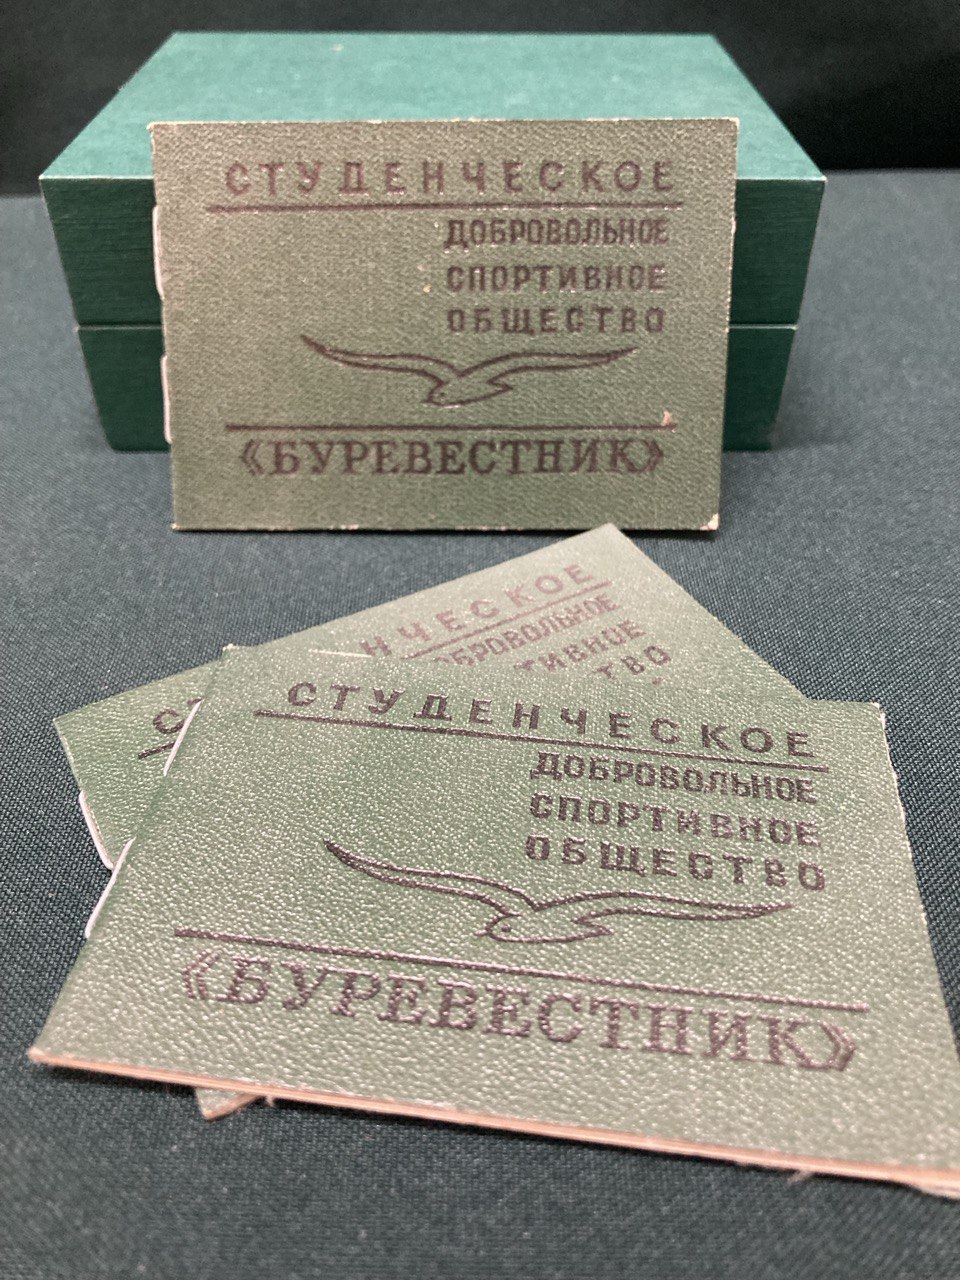 СТУДЕНЧЕСКОЕ
ДОБРОВОЛЬНОЕ
СПОРТИВНОЕ
ОБЩЕСТВО
«БУРЕВЕСТНИК»
СТУДЕНЧЕСКОЕ
ДОБРОВОЛЬНОЕ
СПОРТИВНОЕ
ОБЩЕСТВО
«БУРЕВЕСТНИК»